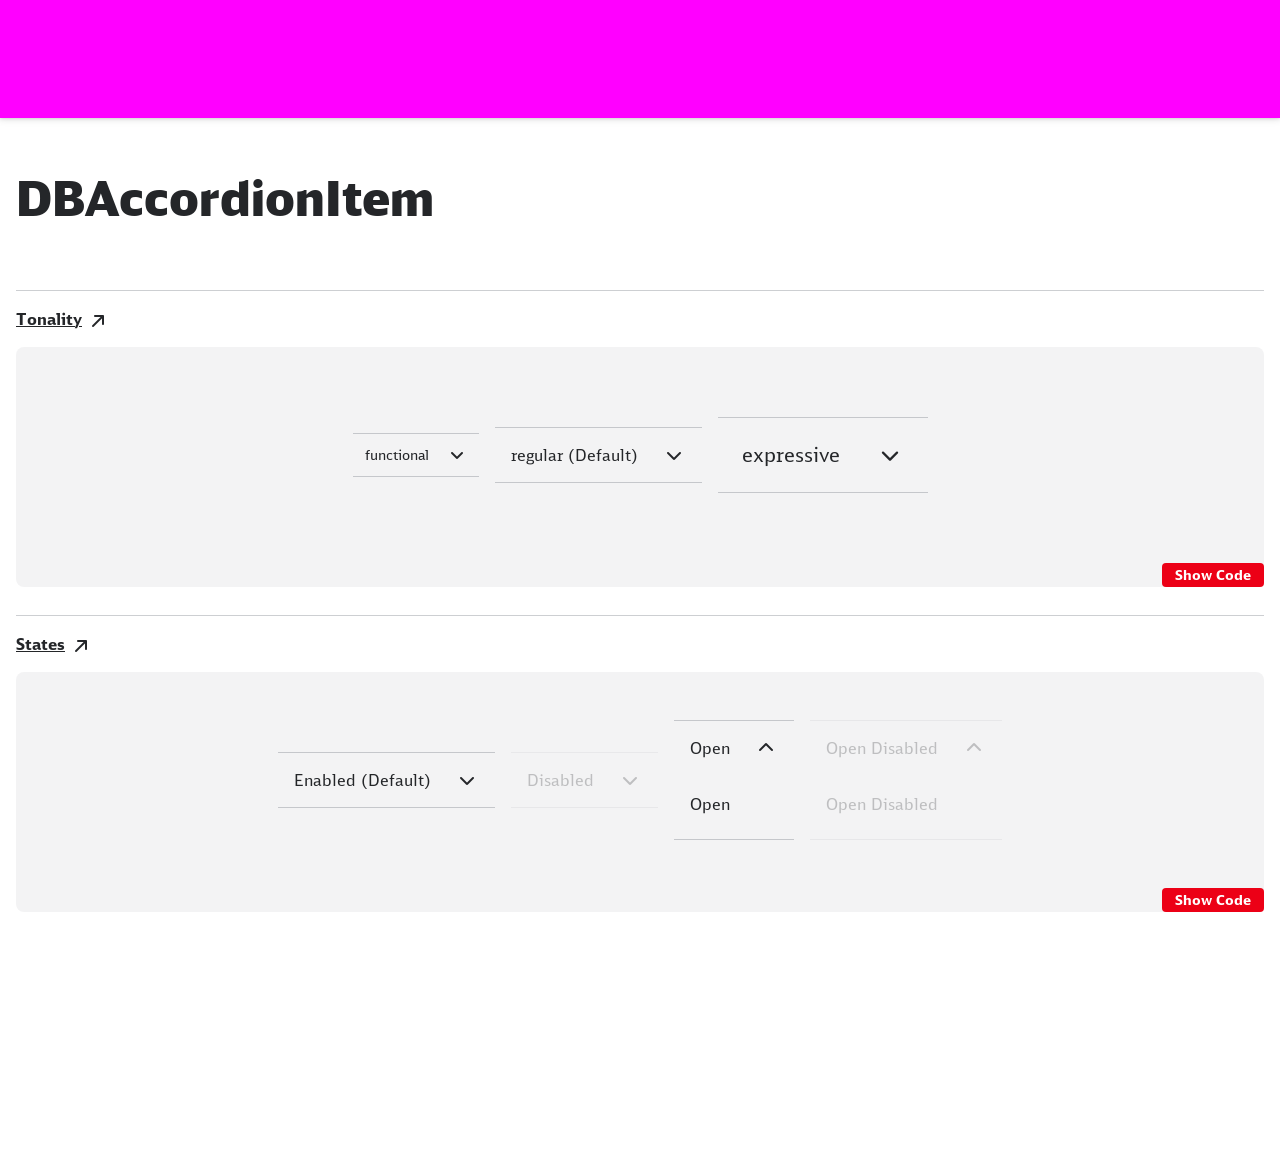 DBAccordionItem
Tonality
functional
regular (Default)
expressive
Show Code
States
Enabled (Default)
Disabled
Open
Open Disabled
Open
Open Disabled
Show Code